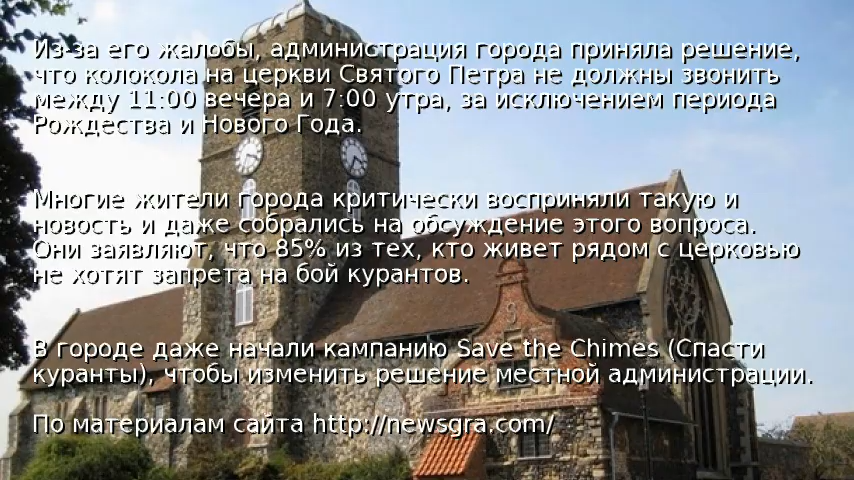 Из-за его жалобы, администрация города приняла решение,
что колокола на церкви Святого Петра не должны звонить
между 11:00 вечера и 7:00 утра, за исключением периода
Рождества и Нового Года.
Многие жители города критически восприняли такую и
новость и даже собрались на обсуждение этого вопроса.
Они заявляют, что 85% из тех, кто живет рядом с церковью
не хотят запрета на бой курантов.
В городе даже начали кампанию Save the Chimes (Спасти
куранты), чтобы изменить решение местной администрации.
По материалам сайта http://newsgra.com/